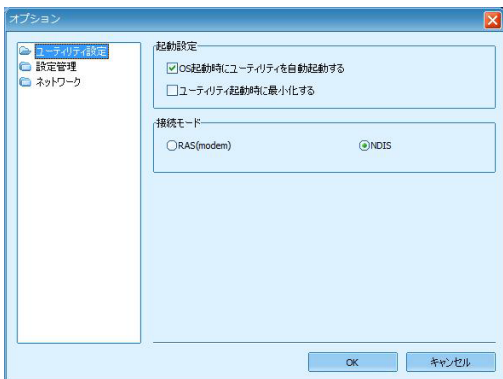 オプション
ユーティリティ設定
設定管理
ネットワーク
起動設定
OS起動時にユーティリティを自動起動する
ユーティリティ起動時に最小化する
接続モード
RAS(modem)
NDIS
OK
キャンセル